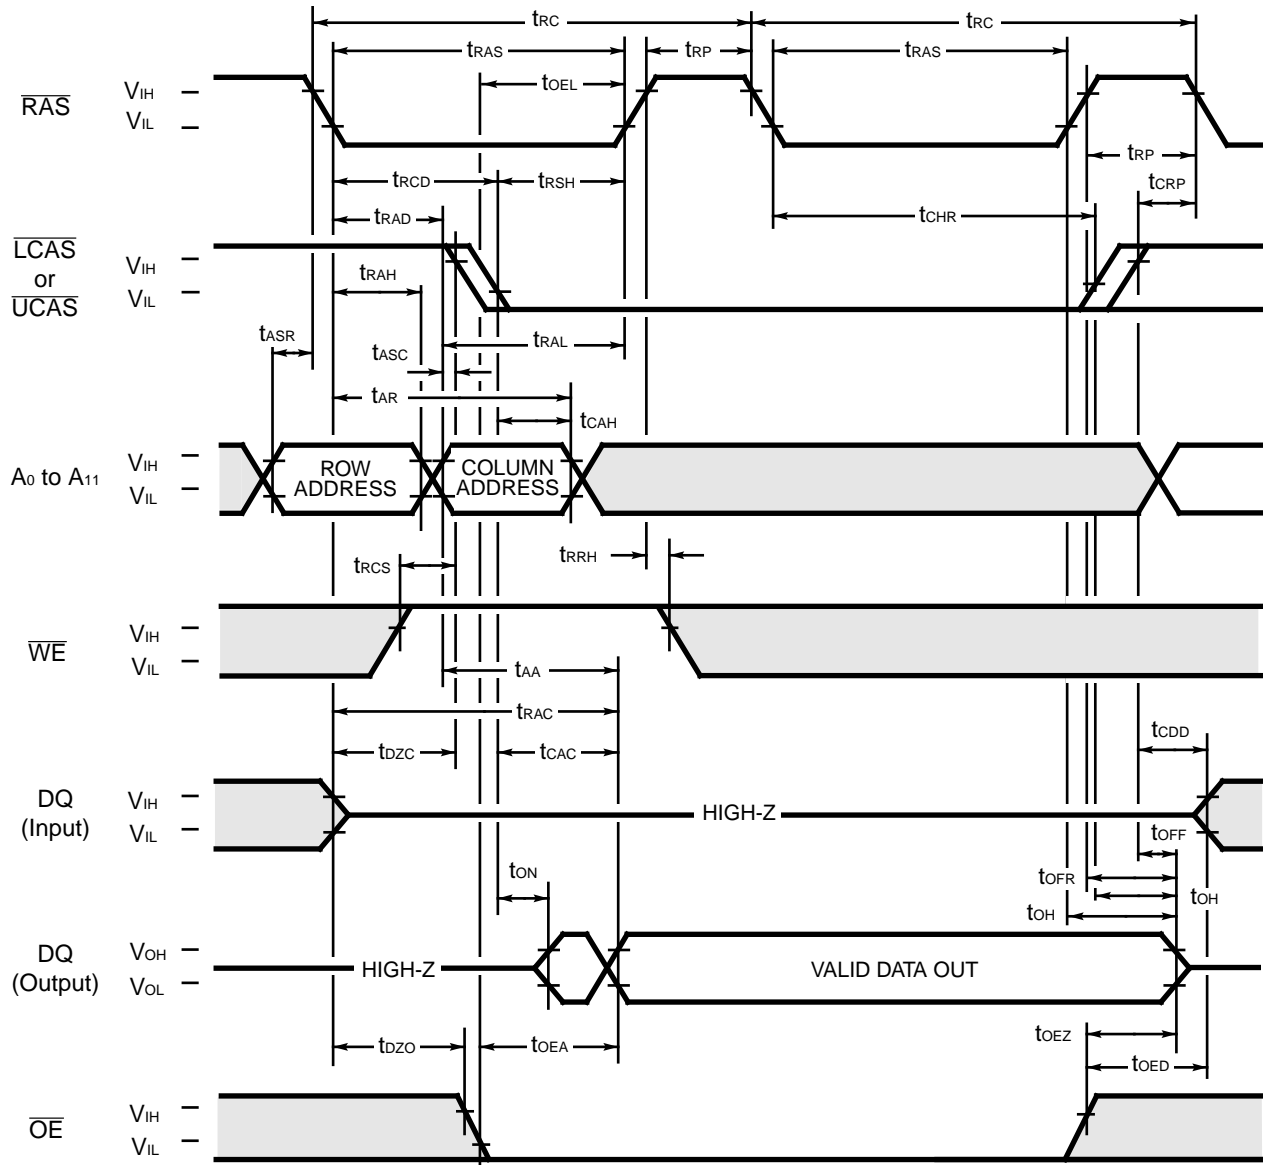 tRC
tRC
tRAS
tRP
tRAS
tOEL
RAS
VIH
VIL
tRP
tRCD
tRSH
tCRP
tRAD
tCHR
LCAS
or
UCAS
VIH
VIL
tRAH
tASR
tASC
tRAL
tAR
tCAH
A0 to A11
VIH
VIL
ROW
ADDRESS
COLUMN
ADDRESS
tRCS
tRRH
WE
VIH
VIL
tAA
tRAC
tDZC
tCAC
tCDD
DQ
(Input)
VIH
VIL
HIGH-Z
tOFF
tON
tOFR
tOH
tOH
DQ
(Output)
VOH
VOL
HIGH-Z
VALID DATA OUT
tDZO
tOEA
tOEZ
tOED
OE
VIH
VIL